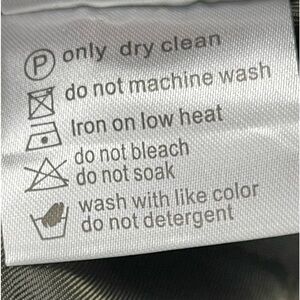 P only dry clean
do not machine wash
Iron on low heat
do not bleach
do not soak
wash with like color
do not detergent